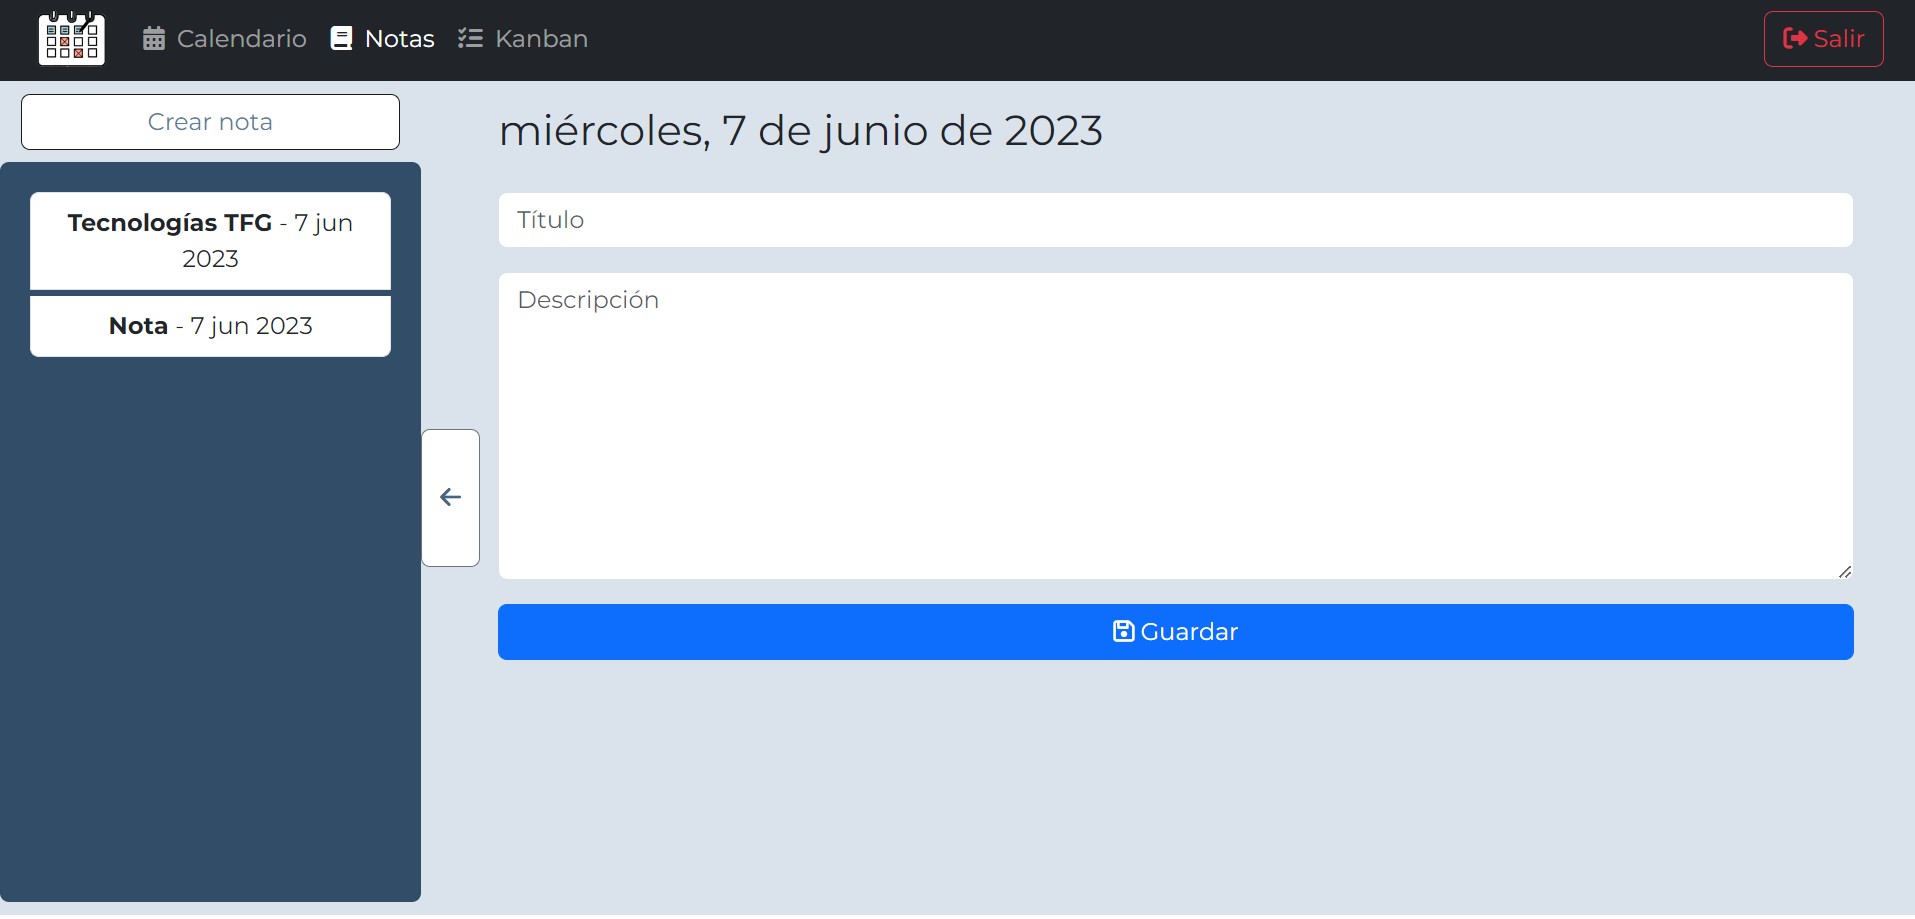 Calendario Notas Kanban Salir
Crear nota
Tecnologías TFG - 7 jun
2023
Nota - 7 jun 2023
miércoles, 7 de junio de 2023
Título
Descripción
Guardar